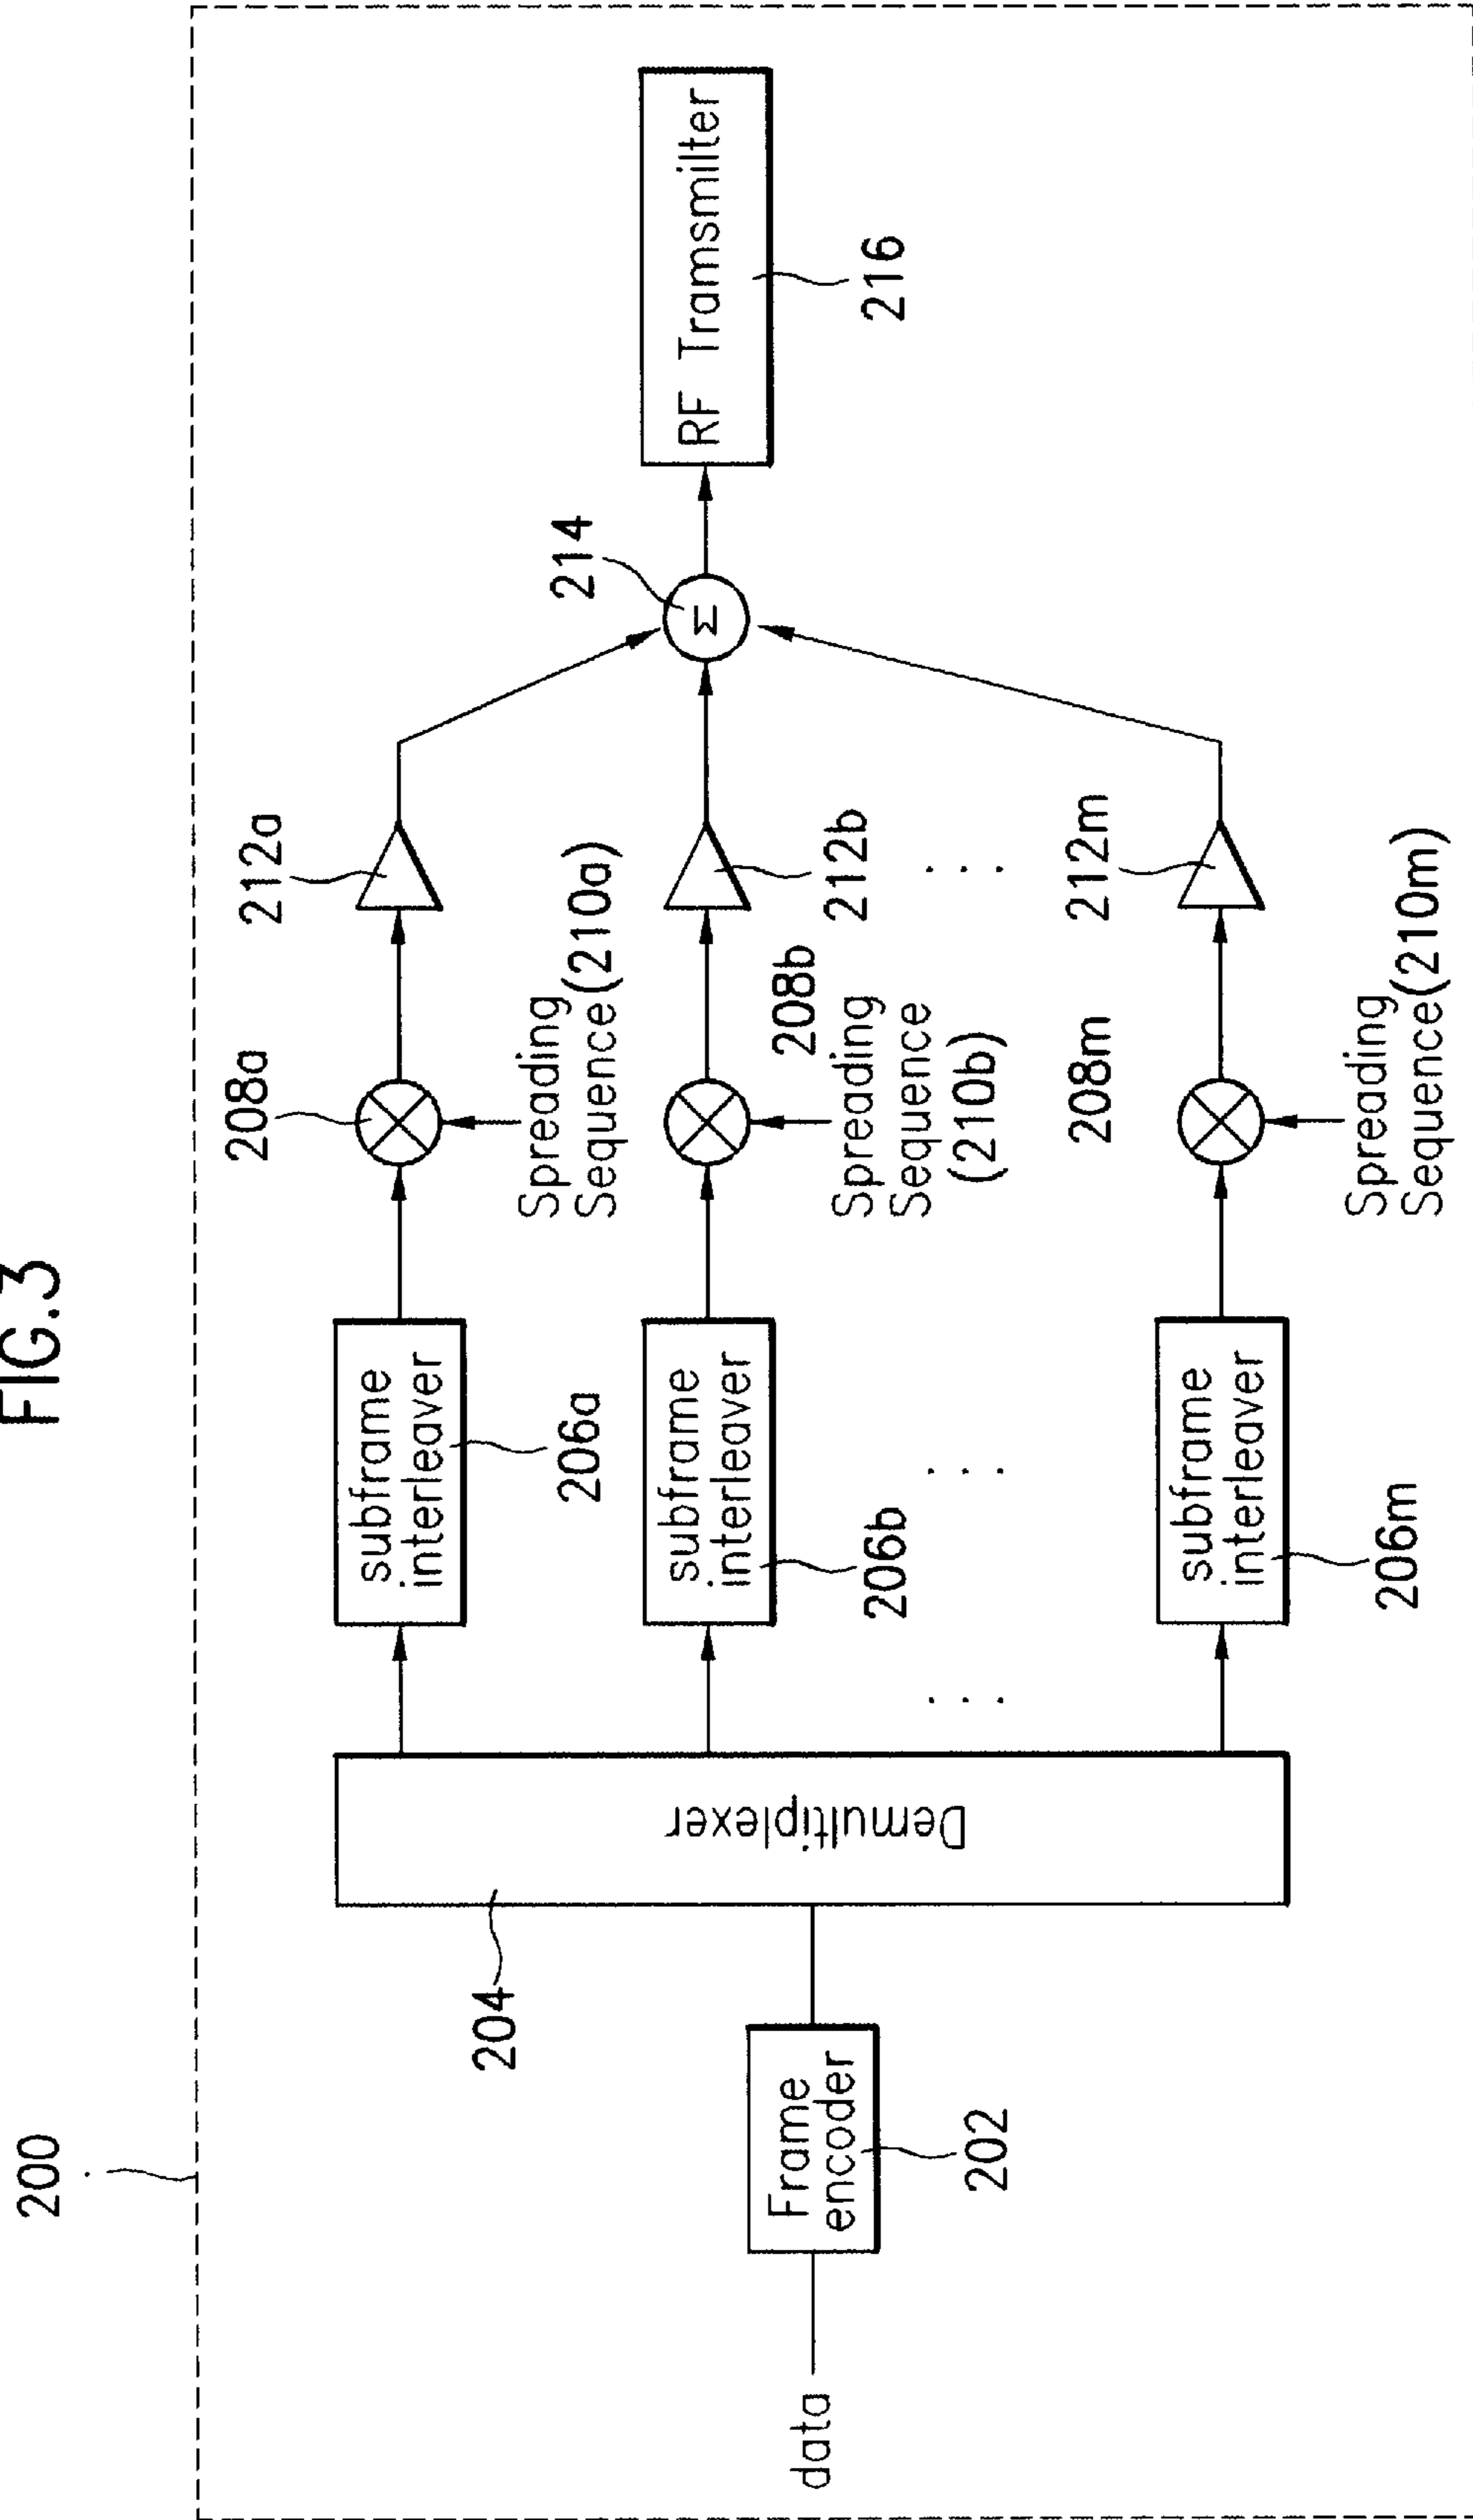 FIG.3
200
data
Frame
encoder
202
204
Demultiplexer
subframe
interleaver
206a
subframe
interleaver
206b
. . .
. . .
subframe
interleaver
206m
208a
Spreading
Sequence(210a)
208b
Spreading
Sequence
(210b)
208m
Spreading
Sequence(210m)
212a
212b
. . .
212m
214
Σ
RF Tramsmilter
216